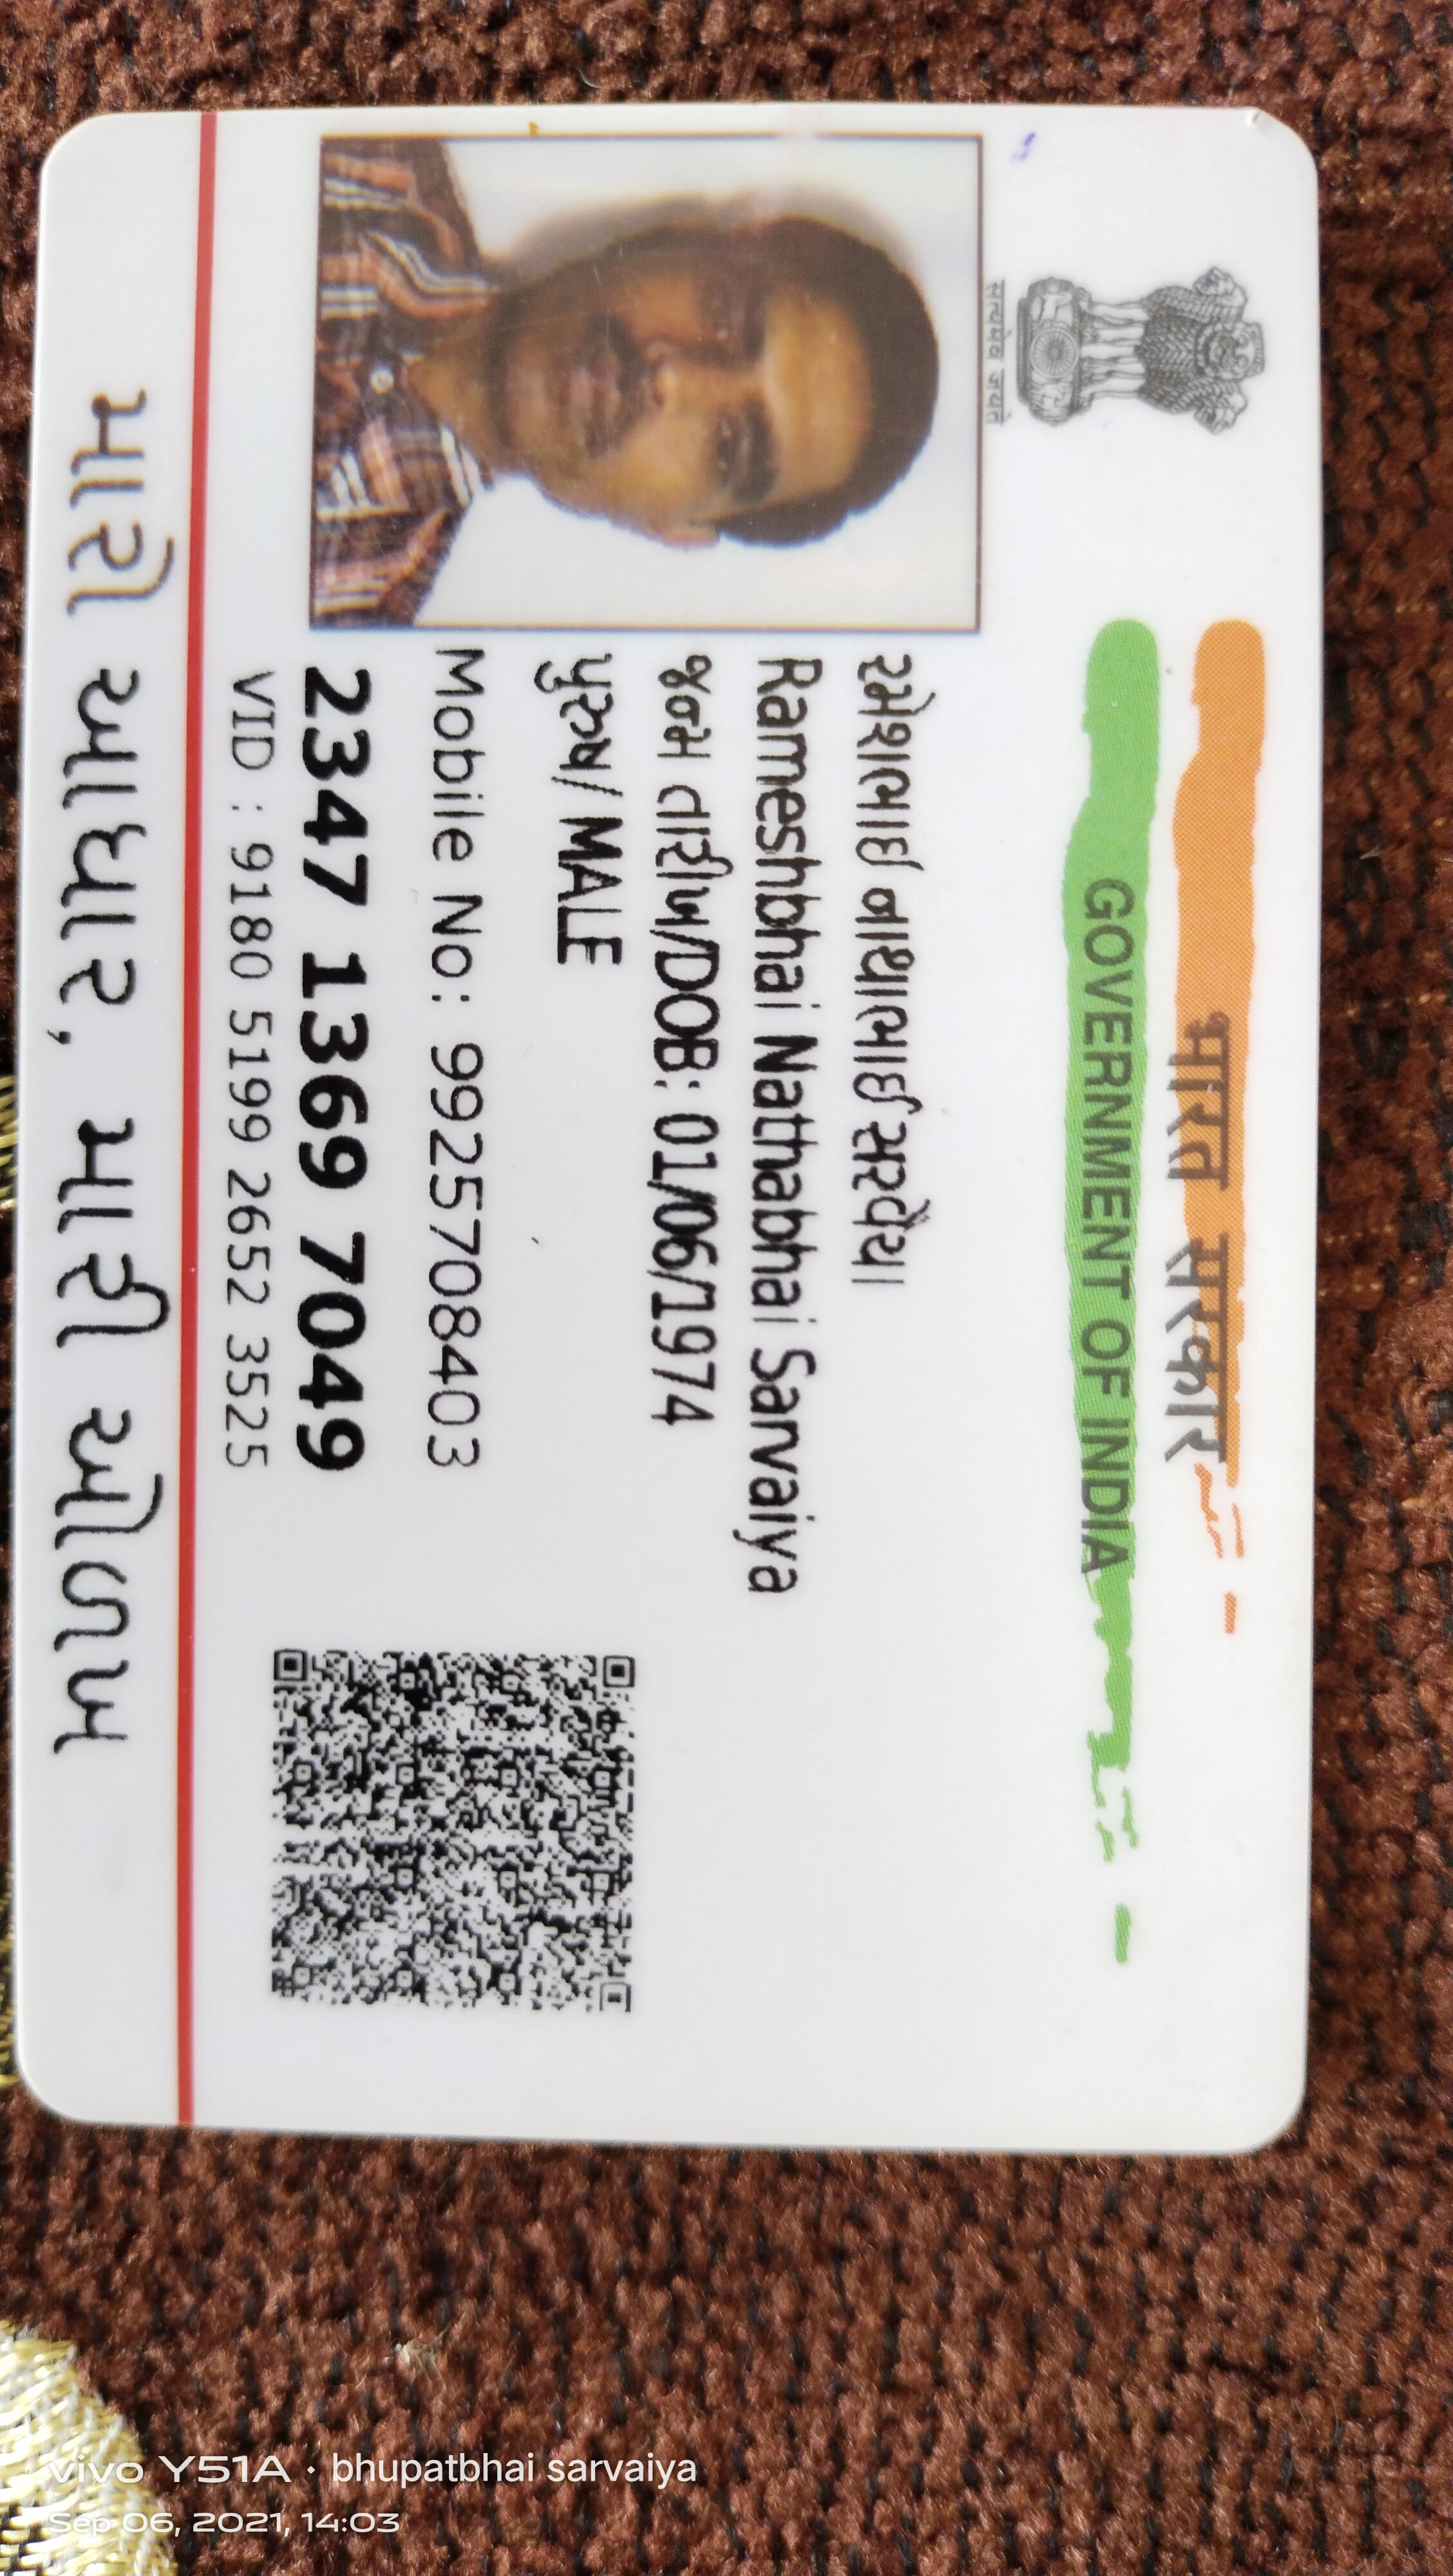 भारत सरकार
GOVERNMENT OF INDIA
सत्यमेव जयते
રમેશભાઇ નાથાભાઈ સરવૈયા
Rameshbhai Nathabhai Sarvaiya
જન્મ તારીખ/DOB: 01/06/1974
પુરુષ/ MALE
Mobile No: 9925708403
2347 1369 7049
VID : 9180 5199 2652 3525
મારો આધાર, મારી ઓળખ
vivo Y51A · bhupatbhai sarvaiya
Sep 06, 2021, 14:03